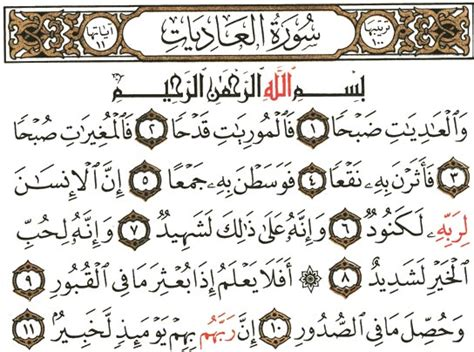 ترتيبها ١٠٠ سُورَةُ العَادِيَاتِ آياتها ١١
بِسْمِ ٱللَّهِ ٱلرَّحْمَٰنِ ٱلرَّحِيمِ
وَٱلْعَٰدِيَٰتِ ضَبْحًا ١ فَٱلْمُورِيَٰتِ قَدْحًا ٢ فَٱلْمُغِيرَٰتِ صُبْحًا
٣ فَأَثَرْنَ بِهِۦ نَقْعًا ٤ فَوَسَطْنَ بِهِۦ جَمْعًا ٥ إِنَّ ٱلْإِنسَٰنَ
لِرَبِّهِۦ لَكَنُودٌ ٦ وَإِنَّهُۥ عَلَىٰ ذَٰلِكَ لَشَهِيدٌ ٧ وَإِنَّهُۥ لِحُبِّ
ٱلْخَيْرِ لَشَدِيدٌ ٨ ۞ أَفَلَا يَعْلَمُ إِذَا بُعْثِرَ مَا فِى ٱلْقُبُورِ ٩
وَحُصِّلَ مَا فِى ٱلصُّدُورِ ١٠ إِنَّ رَبَّهُم بِهِمْ يَوْمَئِذٍ لَّخَبِيرٌۢ ١١